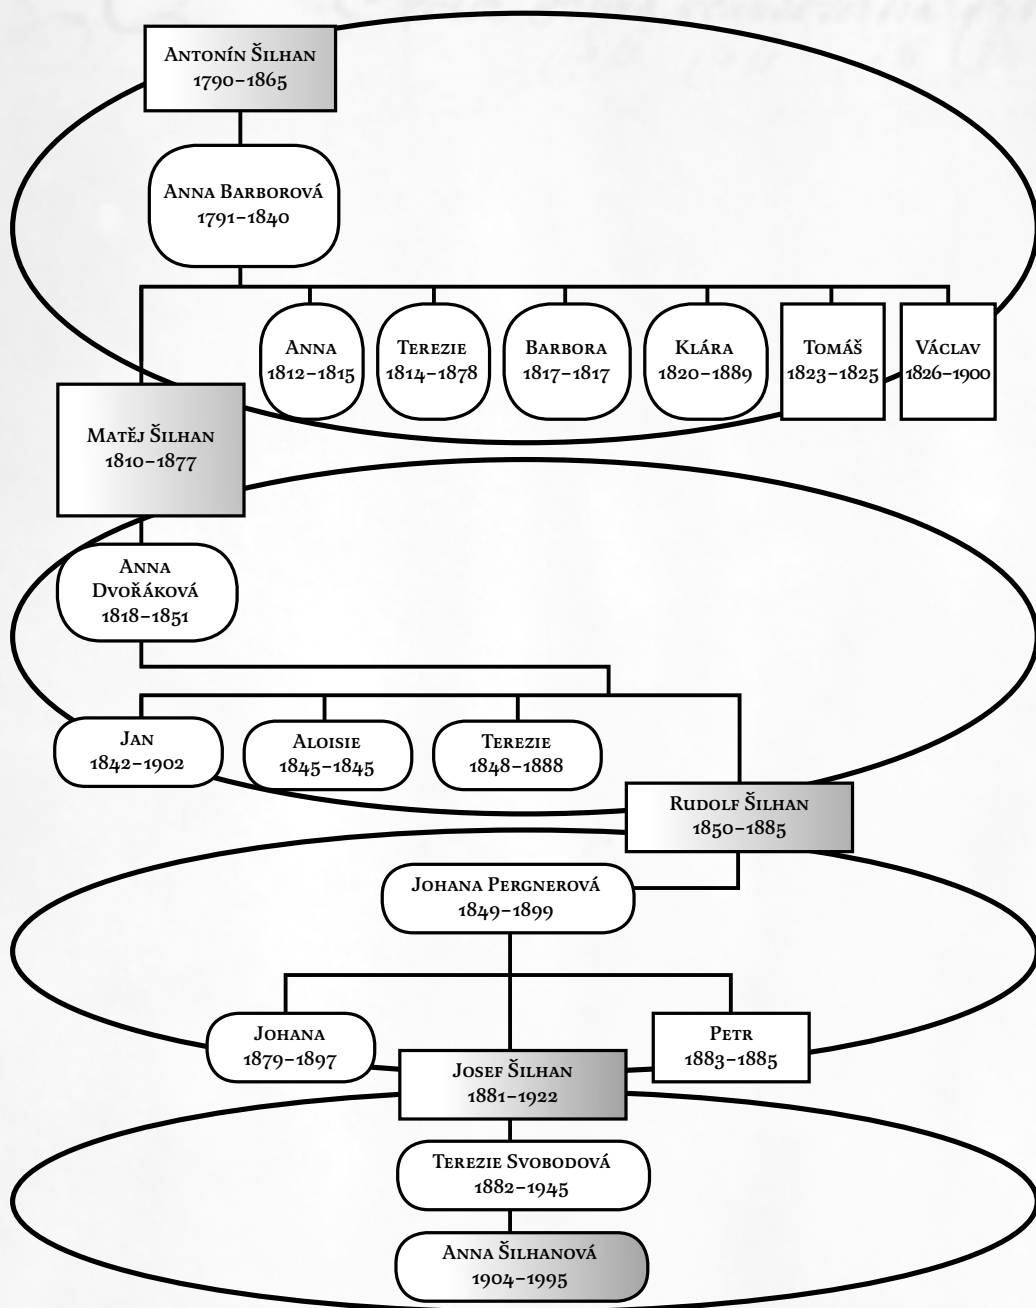 Antonín Šilhan
1790–1865
Anna Barborová
1791–1840
Anna
1812–1815
Terezie
1814–1878
Barbora
1817–1817
Klára
1820–1889
Tomáš
1823–1825
Václav
1826–1900
Matěj Šilhan
1810–1877
Anna
Dvořáková
1818–1851
Jan
1842–1902
Aloisie
1845–1845
Terezie
1848–1888
Rudolf Šilhan
1850–1885
Johana Pergnerová
1849–1899
Johana
1879–1897
Petr
1883–1885
Josef Šilhan
1881–1922
Terezie Svobodová
1882–1945
Anna Šilhanová
1904–1995